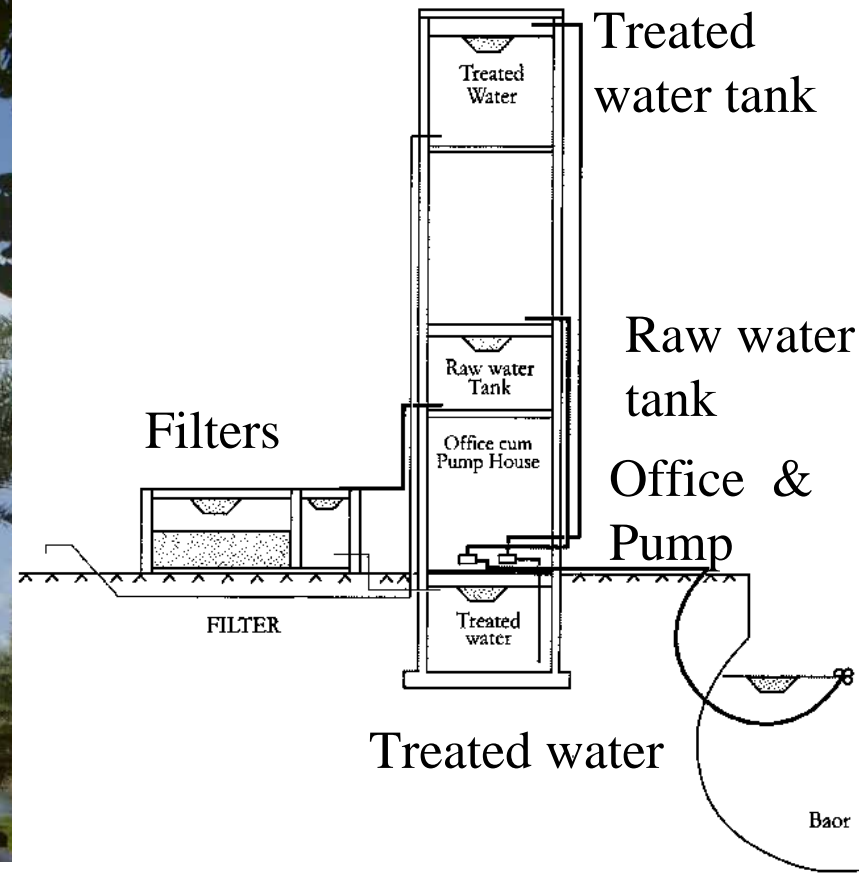 Treated
water tank
Treated
Water
Raw water
tank
Raw water
Tank
Filters
Office cum
Pump House
Office &
Pump
FILTER
Treated
water
Treated water
Baor